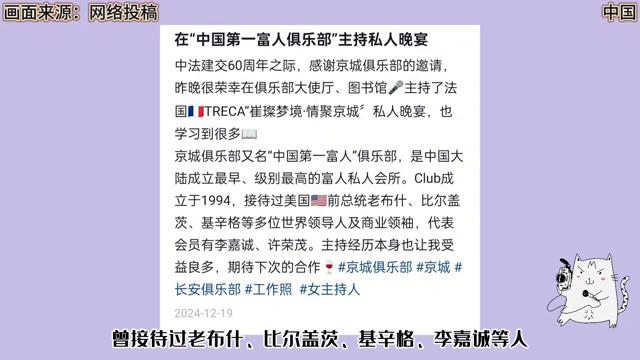 画面来源：网络投稿
中国
在“中国第一富人俱乐部”主持私人晚宴
中法建交60周年之际，感谢京城俱乐部的邀请，
昨晚很荣幸在俱乐部大使厅、图书馆🎤主持了法
国🇫🇷TRECA“崔璨梦境·情聚京城〞私人晚宴，也
学习到很多📖
京城俱乐部又名“中国第一富人”俱乐部，是中国大
陆成立最早、级别最高的富人私人会所。Club成
立于1994，接待过美国🇺🇸前总统老布什、比尔盖
茨、基辛格等多位世界领导人及商业领袖，代表
会员有李嘉诚、许荣茂。主持经历本身也让我受
益良多，期待下次的合作🍷#京城俱乐部 #京城 #
长安俱乐部 #工作照 #女主持人
2024-12-19
曾接待过老布什、比尔盖茨、基辛格、李嘉诚等人